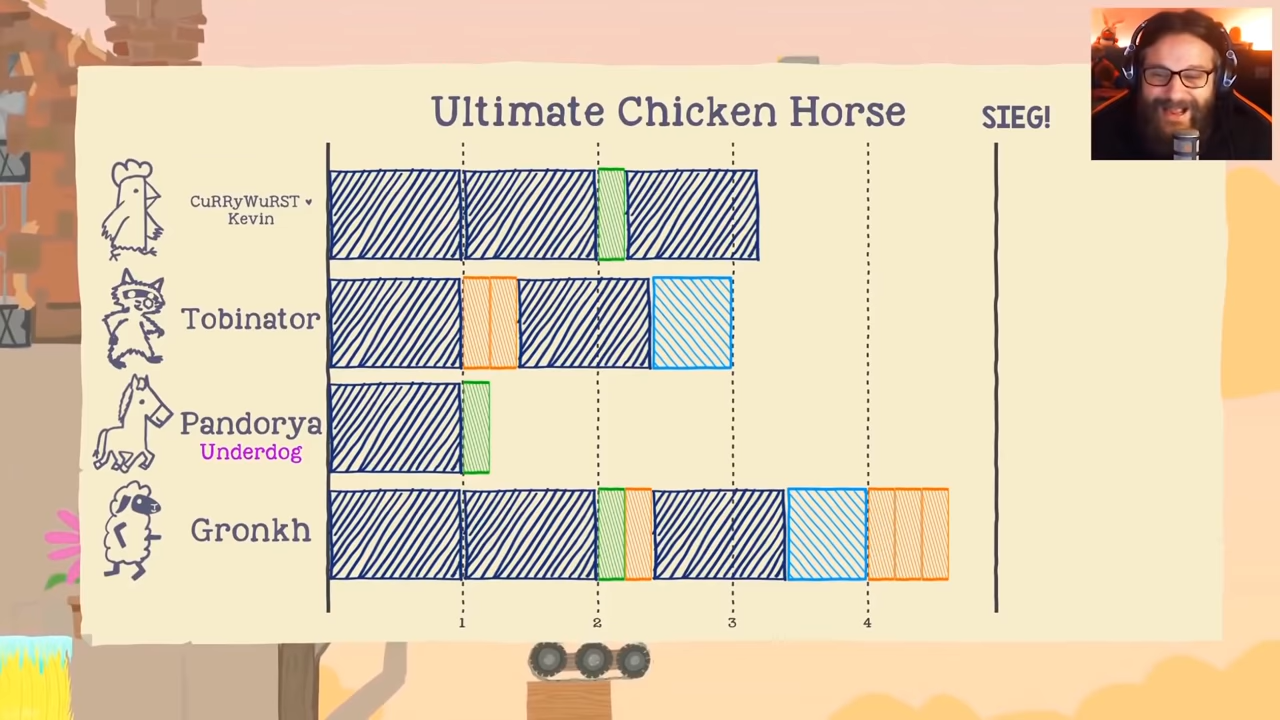 Ultimate Chicken Horse
SIEG!
CuRRyWuRST ♥
Kevin
Tobinator
Pandorya
Underdog
Gronkh
1 2 3 4